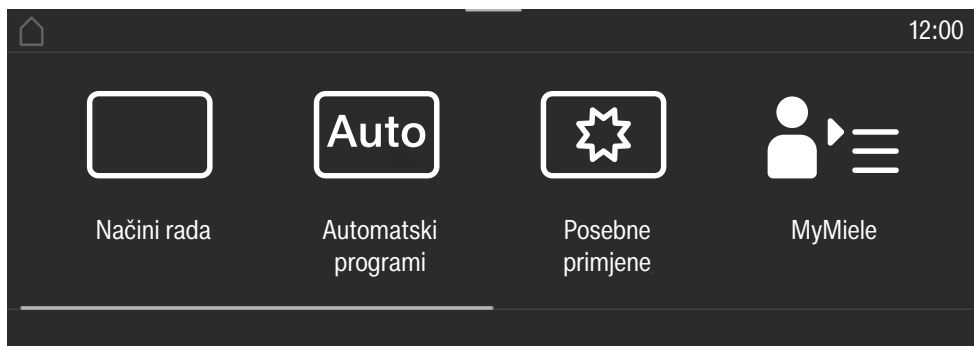 12:00
Auto
Načini rada
Automatski
programi
Posebne
primjene
MyMiele